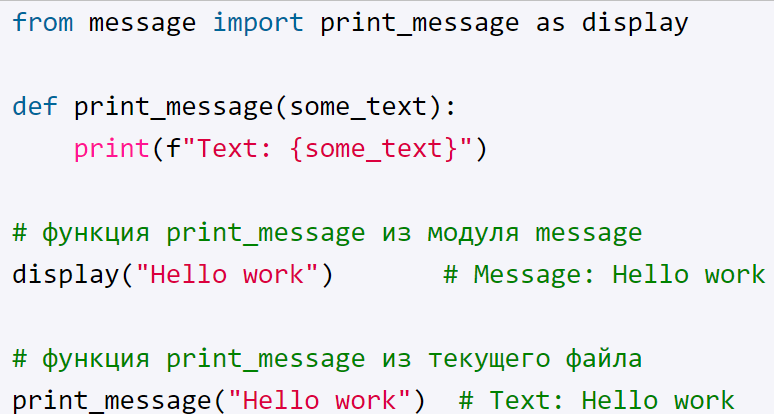 from message import print_message as display
def print_message(some_text):
    print(f"Text: {some_text}")
# функция print_message из модуля message
display("Hello work")       # Message: Hello work
# функция print_message из текущего файла
print_message("Hello work")  # Text: Hello work